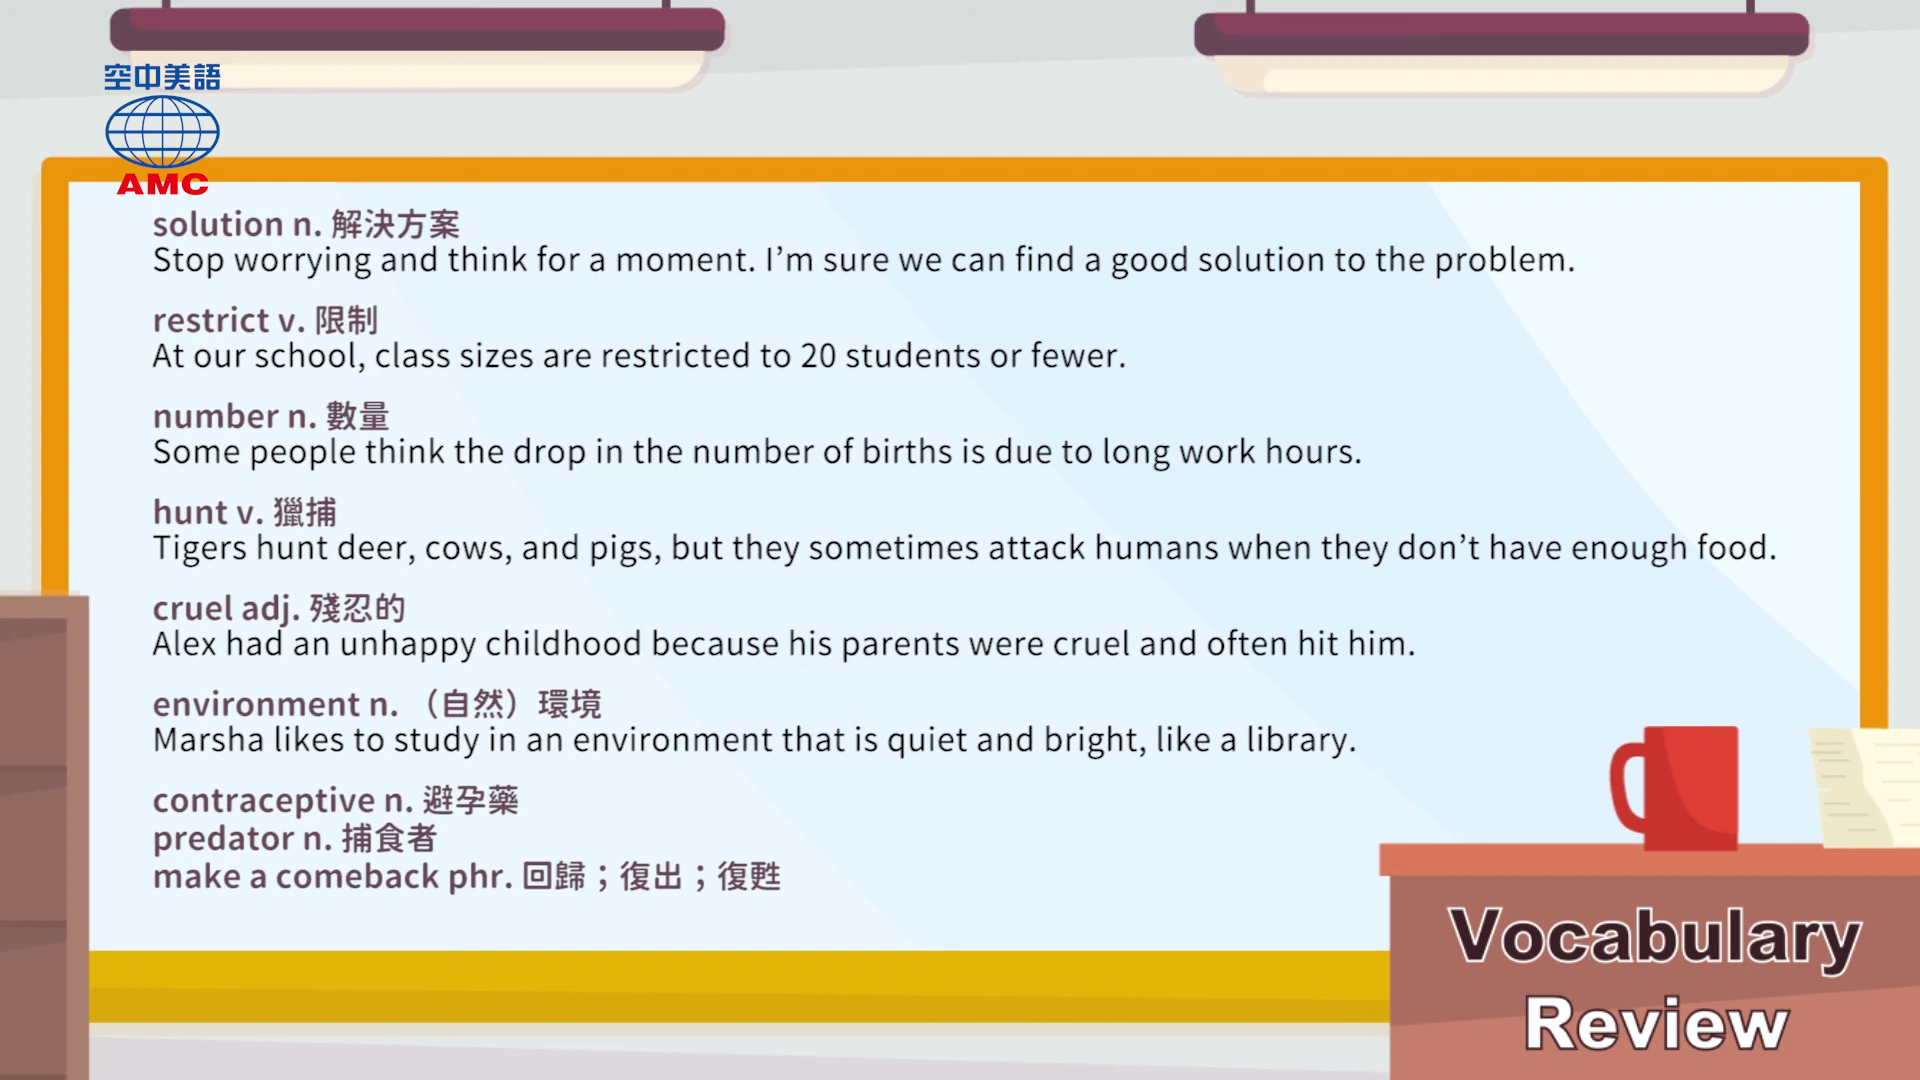 空中美語
AMC
solution n. 解決方案
Stop worrying and think for a moment. I’m sure we can find a good solution to the problem.
restrict v. 限制
At our school, class sizes are restricted to 20 students or fewer.
number n. 數量
Some people think the drop in the number of births is due to long work hours.
hunt v. 獵捕
Tigers hunt deer, cows, and pigs, but they sometimes attack humans when they don’t have enough food.
cruel adj. 殘忍的
Alex had an unhappy childhood because his parents were cruel and often hit him.
environment n. （自然）環境
Marsha likes to study in an environment that is quiet and bright, like a library.
contraceptive n. 避孕藥
predator n. 捕食者
make a comeback phr. 回歸；復出；復甦
Vocabulary
Review